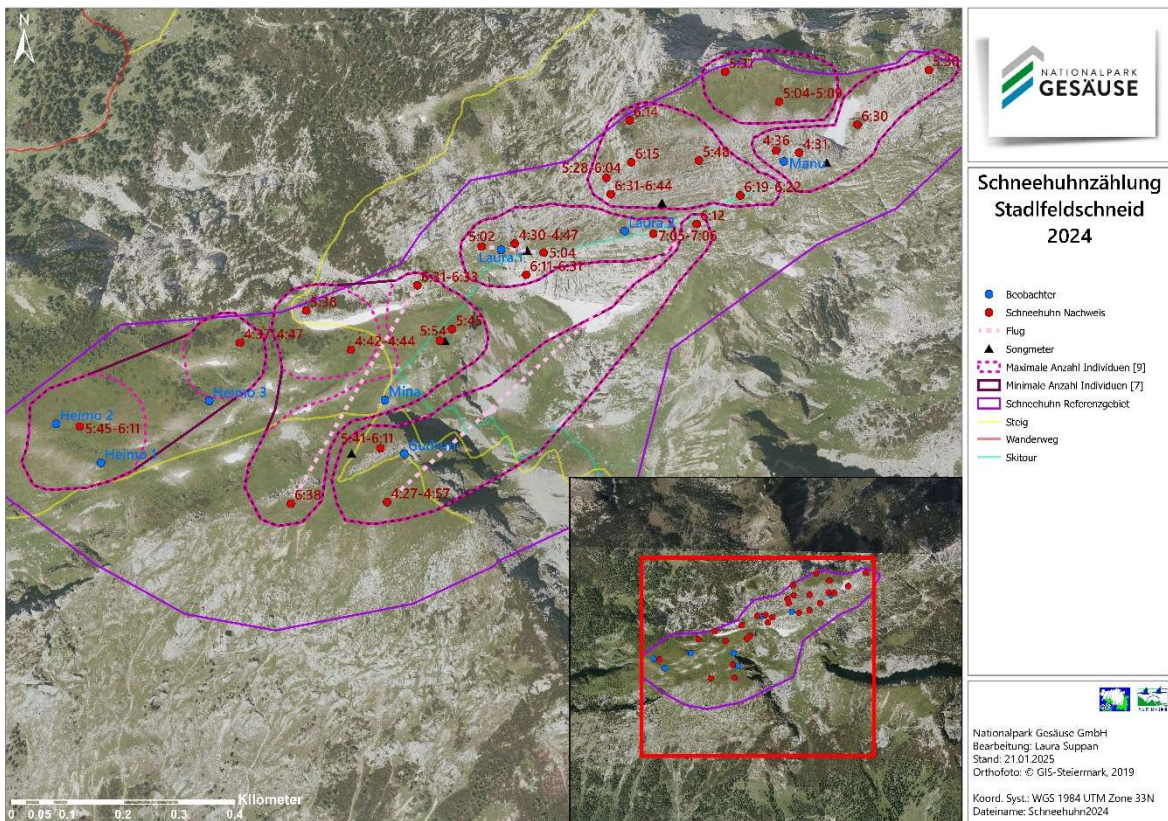 N
5:37
5:50
5:04-5:09
6:14
6:30
4:36
4:31
Manu
5:48
6:15
5:28-6:04
6:31-6:44
6:19-6:22
6:12
Laura 2
7:05-7:06
4:30-4:47
5:02
Laura 1
5:04
6:11-6:31
6:31-6:33
5:38
5:45
5:54
4:37-4:47
4:42-4:44
Heimo 3
Mina
Heimo 2
5:45-6:11
5:41-6:11
Gudrun
Heimo 1
6:38
4:27-4:57
Kilometer
0 0.05 0.1 0.2 0.3 0.4
NATIONALPARK
GESÄUSE
Schneehuhnzählung
Stadlfeldschneid
2024
Beobachter
Schneehuhn Nachweis
Flug
Songmeter
Maximale Anzahl Individuen [9]
Minimale Anzahl Individuen [7]
Schneehuhn Referenzgebiet
Steig
Wanderweg
Skitour
GIS
Nationalpark Gesäuse GmbH
Bearbeitung: Laura Suppan
Stand: 21.01.2025
Orthofoto: © GIS-Steiermark, 2019
Koord. Syst.: WGS 1984 UTM Zone 33N
Dateiname: Schneehuhn2024